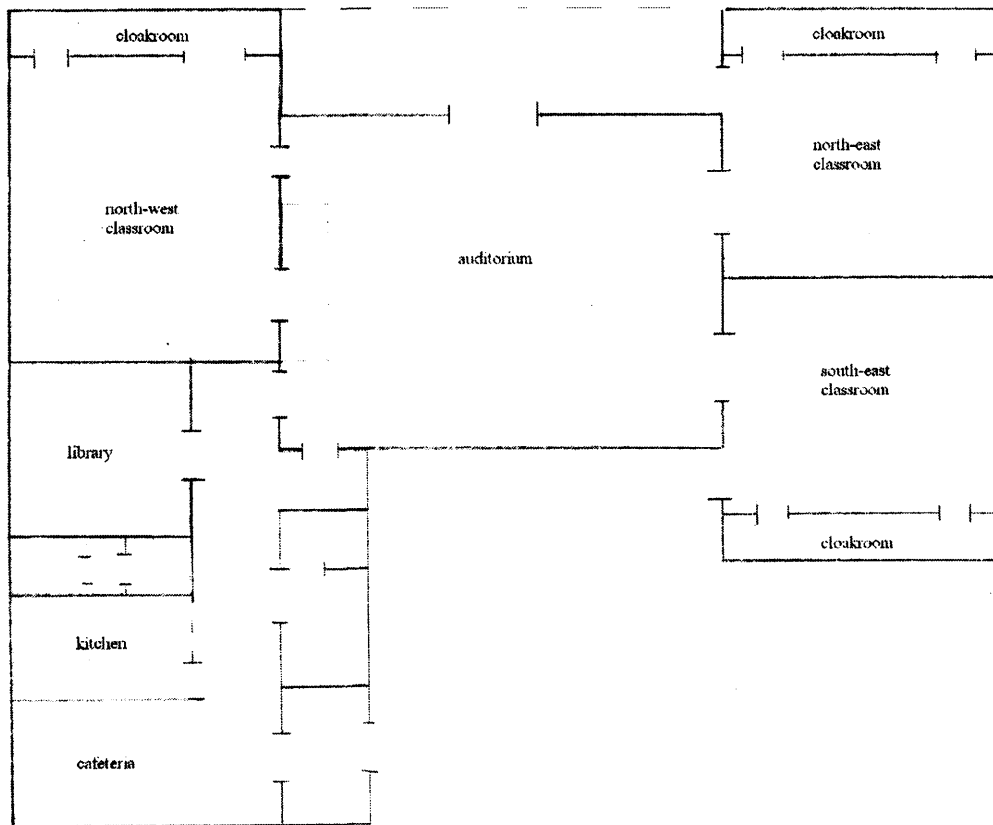 cloakroom
cloakroom
north-east
classroom
north-west
classroom
auditorium
south-east
classroom
library
cloakroom
kitchen
cafeteria